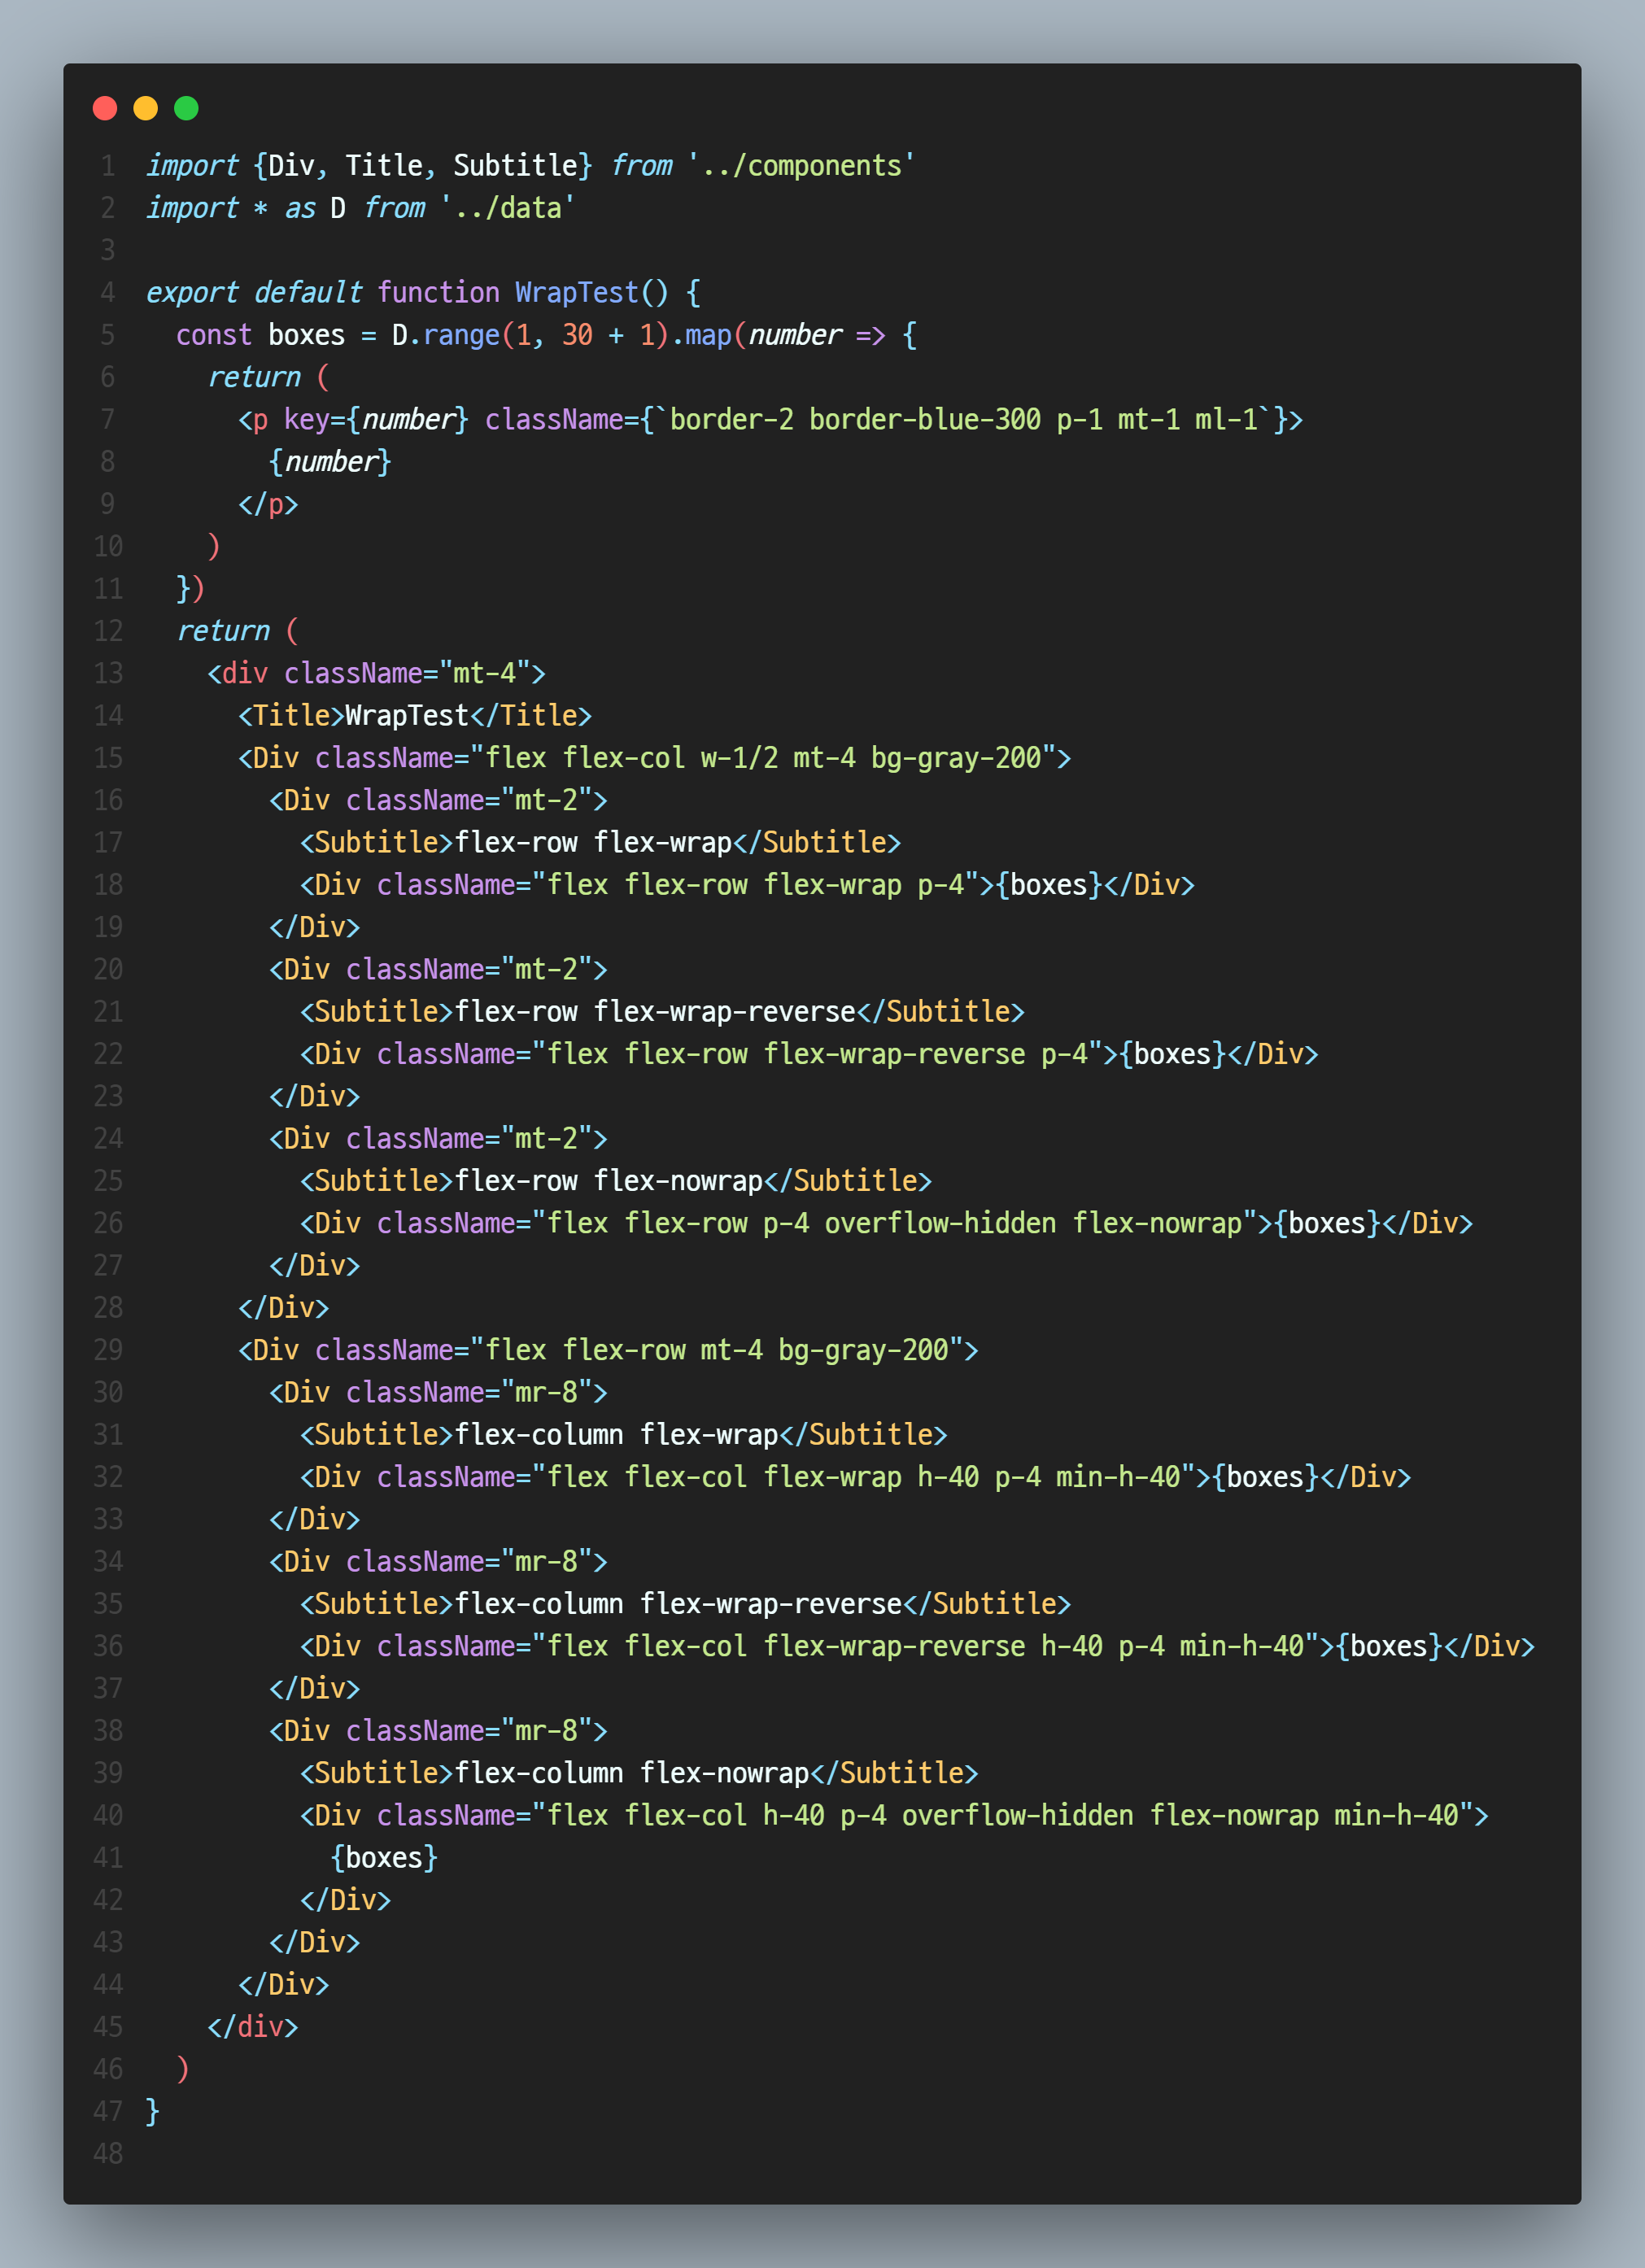 1 import {Div, Title, Subtitle} from '../components'
2 import * as D from '../data'
3
4 export default function WrapTest() {
5   const boxes = D.range(1, 30 + 1).map(number => {
6     return (
7       <p key={number} className={`border-2 border-blue-300 p-1 mt-1 ml-1`}>
8         {number}
9       </p>
10     )
11   })
12   return (
13     <div className="mt-4">
14       <Title>WrapTest</Title>
15       <Div className="flex flex-col w-1/2 mt-4 bg-gray-200">
16         <Div className="mt-2">
17           <Subtitle>flex-row flex-wrap</Subtitle>
18           <Div className="flex flex-row flex-wrap p-4">{boxes}</Div>
19         </Div>
20         <Div className="mt-2">
21           <Subtitle>flex-row flex-wrap-reverse</Subtitle>
22           <Div className="flex flex-row flex-wrap-reverse p-4">{boxes}</Div>
23         </Div>
24         <Div className="mt-2">
25           <Subtitle>flex-row flex-nowrap</Subtitle>
26           <Div className="flex flex-row p-4 overflow-hidden flex-nowrap">{boxes}</Div>
27         </Div>
28       </Div>
29       <Div className="flex flex-row mt-4 bg-gray-200">
30         <Div className="mr-8">
31           <Subtitle>flex-column flex-wrap</Subtitle>
32           <Div className="flex flex-col flex-wrap h-40 p-4 min-h-40">{boxes}</Div>
33         </Div>
34         <Div className="mr-8">
35           <Subtitle>flex-column flex-wrap-reverse</Subtitle>
36           <Div className="flex flex-col flex-wrap-reverse h-40 p-4 min-h-40">{boxes}</Div>
37         </Div>
38         <Div className="mr-8">
39           <Subtitle>flex-column flex-nowrap</Subtitle>
40           <Div className="flex flex-col h-40 p-4 overflow-hidden flex-nowrap min-h-40">
41             {boxes}
42           </Div>
43         </Div>
44       </Div>
45     </div>
46   )
47 }
48